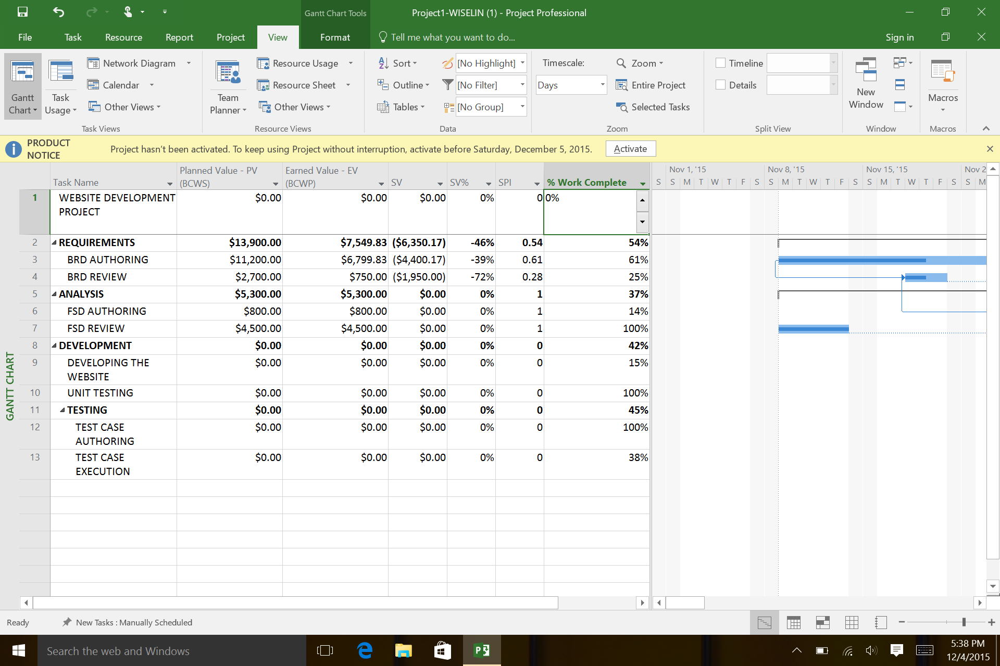 Gantt Chart Tools
Project1-WISELIN (1) - Project Professional
File Task Resource Report Project View Format Tell me what you want to do... Sign in
Gantt Chart
Task Usage
Network Diagram
Calendar
Other Views
Task Views
Team Planner
Resource Usage
Resource Sheet
Other Views
Resource Views
Sort
Outline
Tables
[No Highlight]
[No Filter]
[No Group]
Data
Timescale:
Days
Zoom
Entire Project
Selected Tasks
Zoom
Timeline
Details
Split View
New Window
Window
Macros
Macros
PRODUCT NOTICE
Project hasn't been activated. To keep using Project without interruption, activate before Saturday, December 5, 2015.
Activate
Task Name Planned Value - PV (BCWS) Earned Value - EV (BCWP) SV SV% SPI % Work Complete
Nov 1, '15 Nov 8, '15 Nov 15, '15 Nov 2
S S M T W T F S S M T W T F S S M T W T F S S M
1 WEBSITE DEVELOPMENT PROJECT $0.00 $0.00 $0.00 0% 0 0%
2 REQUIREMENTS $13,900.00 $7,549.83 ($6,350.17) -46% 0.54 54%
3 BRD AUTHORING $11,200.00 $6,799.83 ($4,400.17) -39% 0.61 61%
4 BRD REVIEW $2,700.00 $750.00 ($1,950.00) -72% 0.28 25%
5 ANALYSIS $5,300.00 $5,300.00 $0.00 0% 1 37%
6 FSD AUTHORING $800.00 $800.00 $0.00 0% 1 14%
7 FSD REVIEW $4,500.00 $4,500.00 $0.00 0% 1 100%
8 DEVELOPMENT $0.00 $0.00 $0.00 0% 0 42%
9 DEVELOPING THE WEBSITE $0.00 $0.00 $0.00 0% 0 15%
10 UNIT TESTING $0.00 $0.00 $0.00 0% 0 100%
11 TESTING $0.00 $0.00 $0.00 0% 0 45%
12 TEST CASE AUTHORING $0.00 $0.00 $0.00 0% 0 100%
13 TEST CASE EXECUTION $0.00 $0.00 $0.00 0% 0 38%
GANTT CHART
Ready New Tasks : Manually Scheduled
Search the web and Windows
5:38 PM
12/4/2015